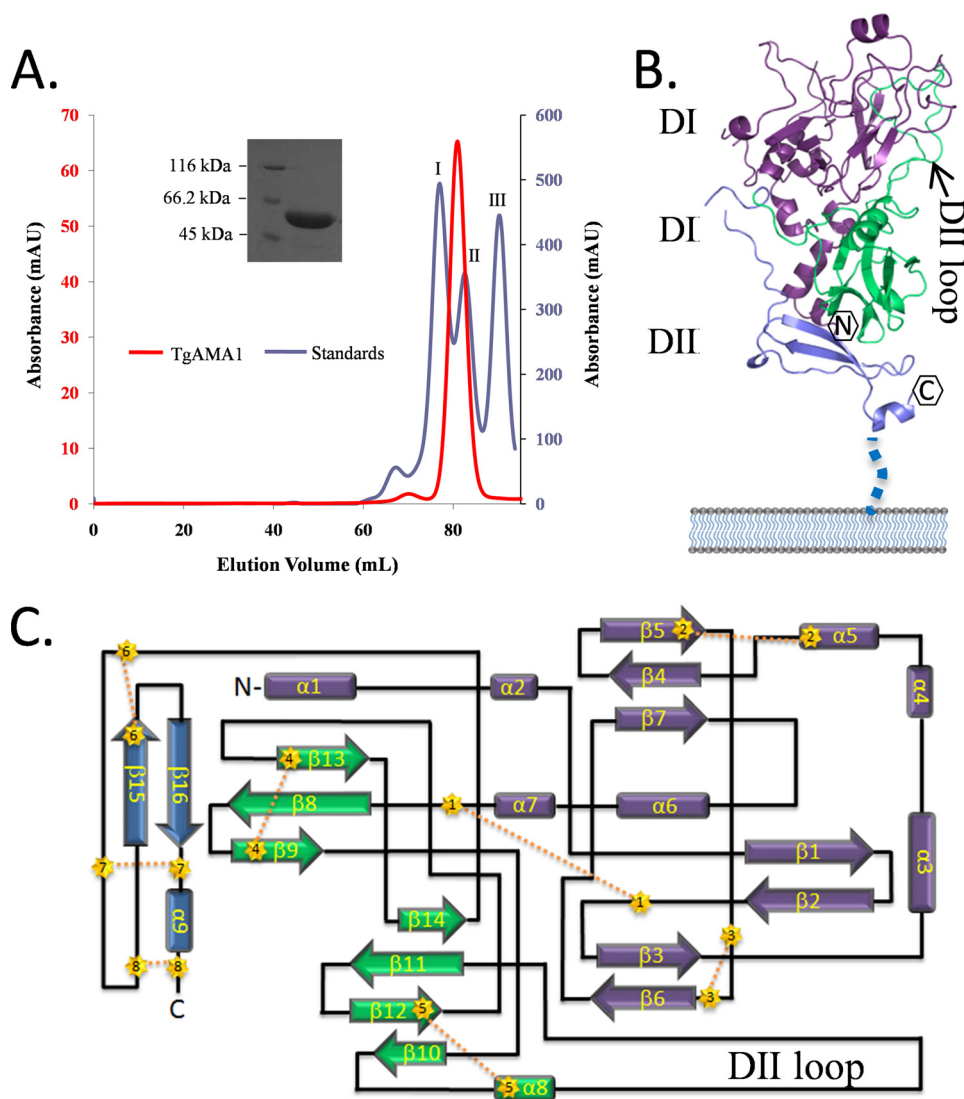 A.
70
60
50
40
30
20
10
0
Absorbance (mAU)
116 kDa
66.2 kDa
45 kDa
I
II
III
TgAMA1
Standards
600
500
400
300
200
100
0
Absorbance (mAU)
0
20
40
60
80
Elution Volume (mL)
B.
DI
DI
DII
DII loop
N
C
C.
N-
α1
α2
β5
2
2
α5
β4
α4
β7
6
6
β15
β16
4
β13
β8
1
α7
α6
4
β9
β1
α3
7
7
1
β2
α9
β14
3
8
8
β11
β3
C
β12
5
β6
3
β10
5
α8
DII loop